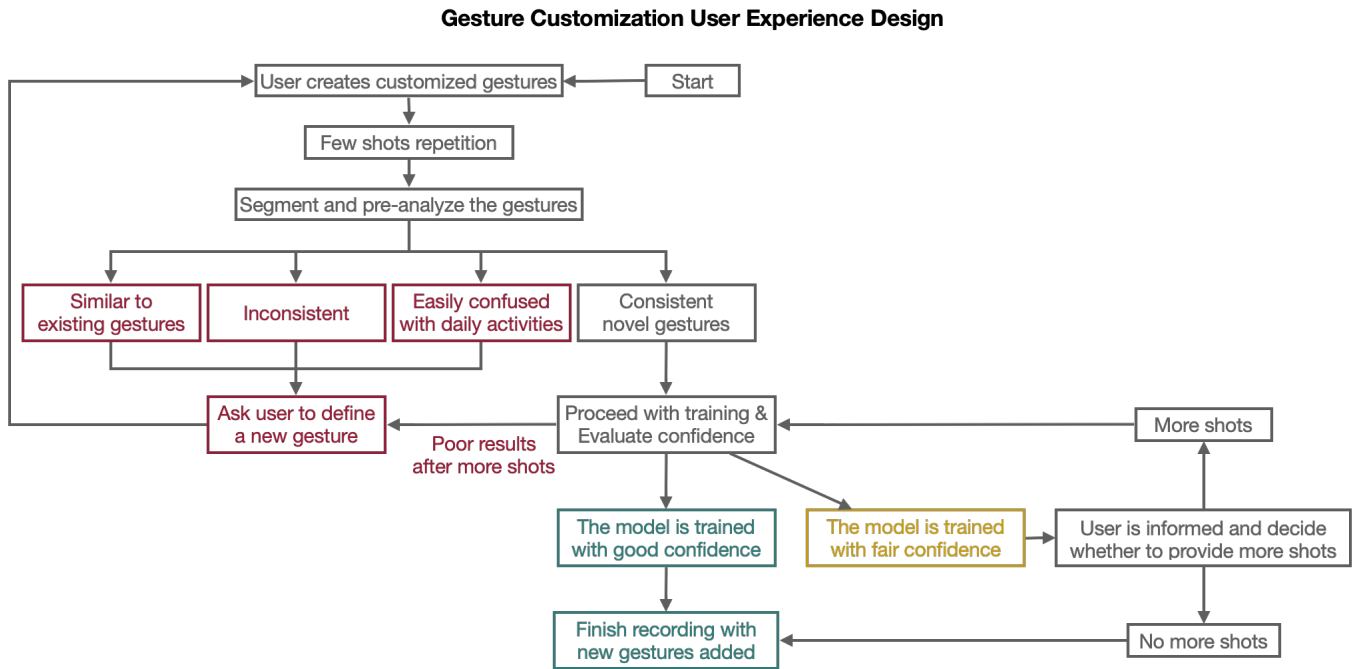 Gesture Customization User Experience Design
User creates customized gestures
Start
Few shots repetition
Segment and pre-analyze the gestures
Similar to
existing gestures
Inconsistent
Easily confused
with daily activities
Consistent
novel gestures
Ask user to define
a new gesture
Poor results
after more shots
Proceed with training &
Evaluate confidence
More shots
The model is trained
with good confidence
The model is trained
with fair confidence
User is informed and decide
whether to provide more shots
Finish recording with
new gestures added
No more shots